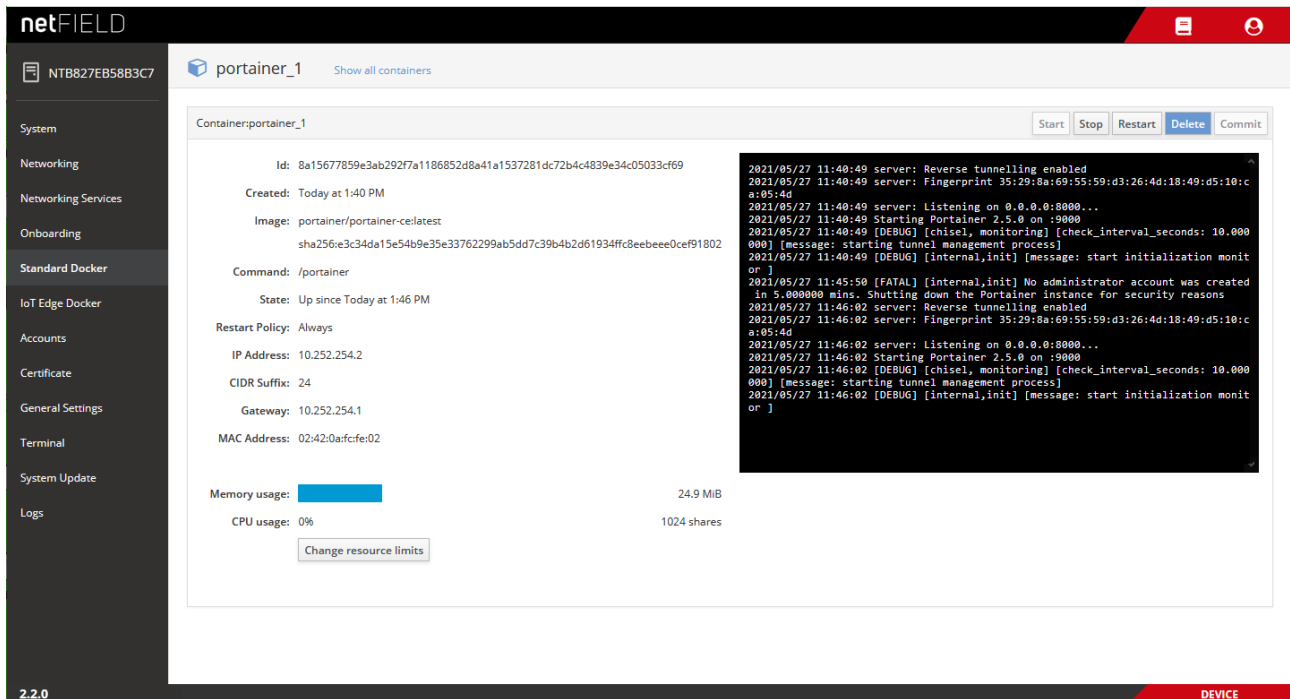 netFIELD
NTB827EB58B3C7
portainer_1 Show all containers
System
Networking
Networking Services
Onboarding
Standard Docker
IoT Edge Docker
Accounts
Certificate
General Settings
Terminal
System Update
Logs
Container:portainer_1
Start Stop Restart Delete Commit
Id: 8a15677859e3ab292f7a1186852d8a41a1537281dc72b4c4839e34c05033cf69
Created: Today at 1:40 PM
Image: portainer/portainer-ce:latest
sha256:e3c34da15e54b9e35e33762299ab5dd7c39b4b2d61934ffc8eebeee0cef91802
Command: /portainer
State: Up since Today at 1:46 PM
Restart Policy: Always
IP Address: 10.252.254.2
CIDR Suffix: 24
Gateway: 10.252.254.1
MAC Address: 02:42:0a:fc:fe:02
Memory usage: 24.9 MiB
CPU usage: 0% 1024 shares
Change resource limits
2021/05/27 11:40:49 server: Reverse tunnelling enabled
2021/05/27 11:40:49 server: Fingerprint 35:29:8a:69:55:59:d3:26:4d:18:49:d5:10:c
a:05:4d
2021/05/27 11:40:49 server: Listening on 0.0.0.0:8000...
2021/05/27 11:40:49 Starting Portainer 2.5.0 on :9000
2021/05/27 11:40:49 [DEBUG] [chisel, monitoring] [check_interval_seconds: 10.000
000] [message: starting tunnel management process]
2021/05/27 11:40:49 [DEBUG] [internal,init] [message: start initialization monit
or ]
2021/05/27 11:45:50 [FATAL] [internal,init] No administrator account was created
in 5.000000 mins. Shutting down the Portainer instance for security reasons
2021/05/27 11:46:02 server: Reverse tunnelling enabled
2021/05/27 11:46:02 server: Fingerprint 35:29:8a:69:55:59:d3:26:4d:18:49:d5:10:c
a:05:4d
2021/05/27 11:46:02 server: Listening on 0.0.0.0:8000...
2021/05/27 11:46:02 Starting Portainer 2.5.0 on :9000
2021/05/27 11:46:02 [DEBUG] [chisel, monitoring] [check_interval_seconds: 10.000
000] [message: starting tunnel management process]
2021/05/27 11:46:02 [DEBUG] [internal,init] [message: start initialization monit
or ]
2.2.0
DEVICE